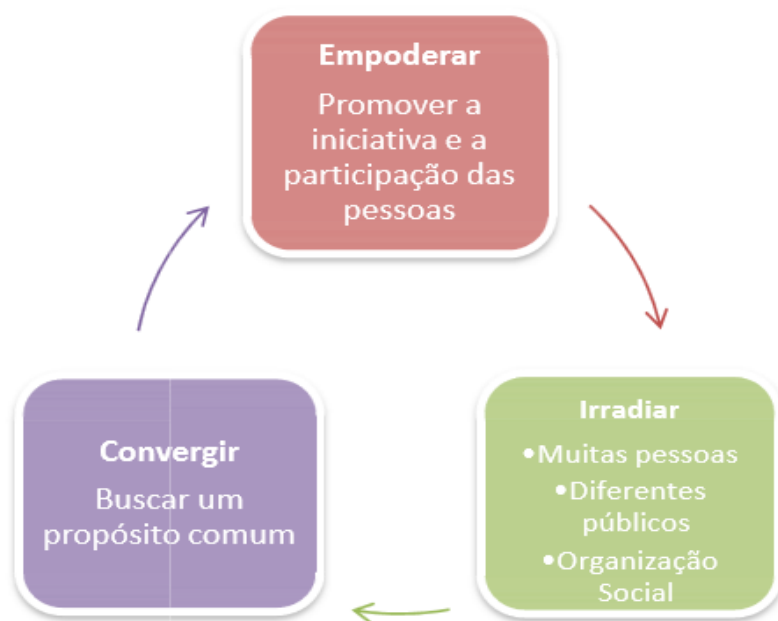 Empoderar
Promover a
iniciativa e a
participação das
pessoas
Irradiar
•Muitas pessoas
•Diferentes
públicos
•Organização
Social
Convergir
Buscar um
propósito comum